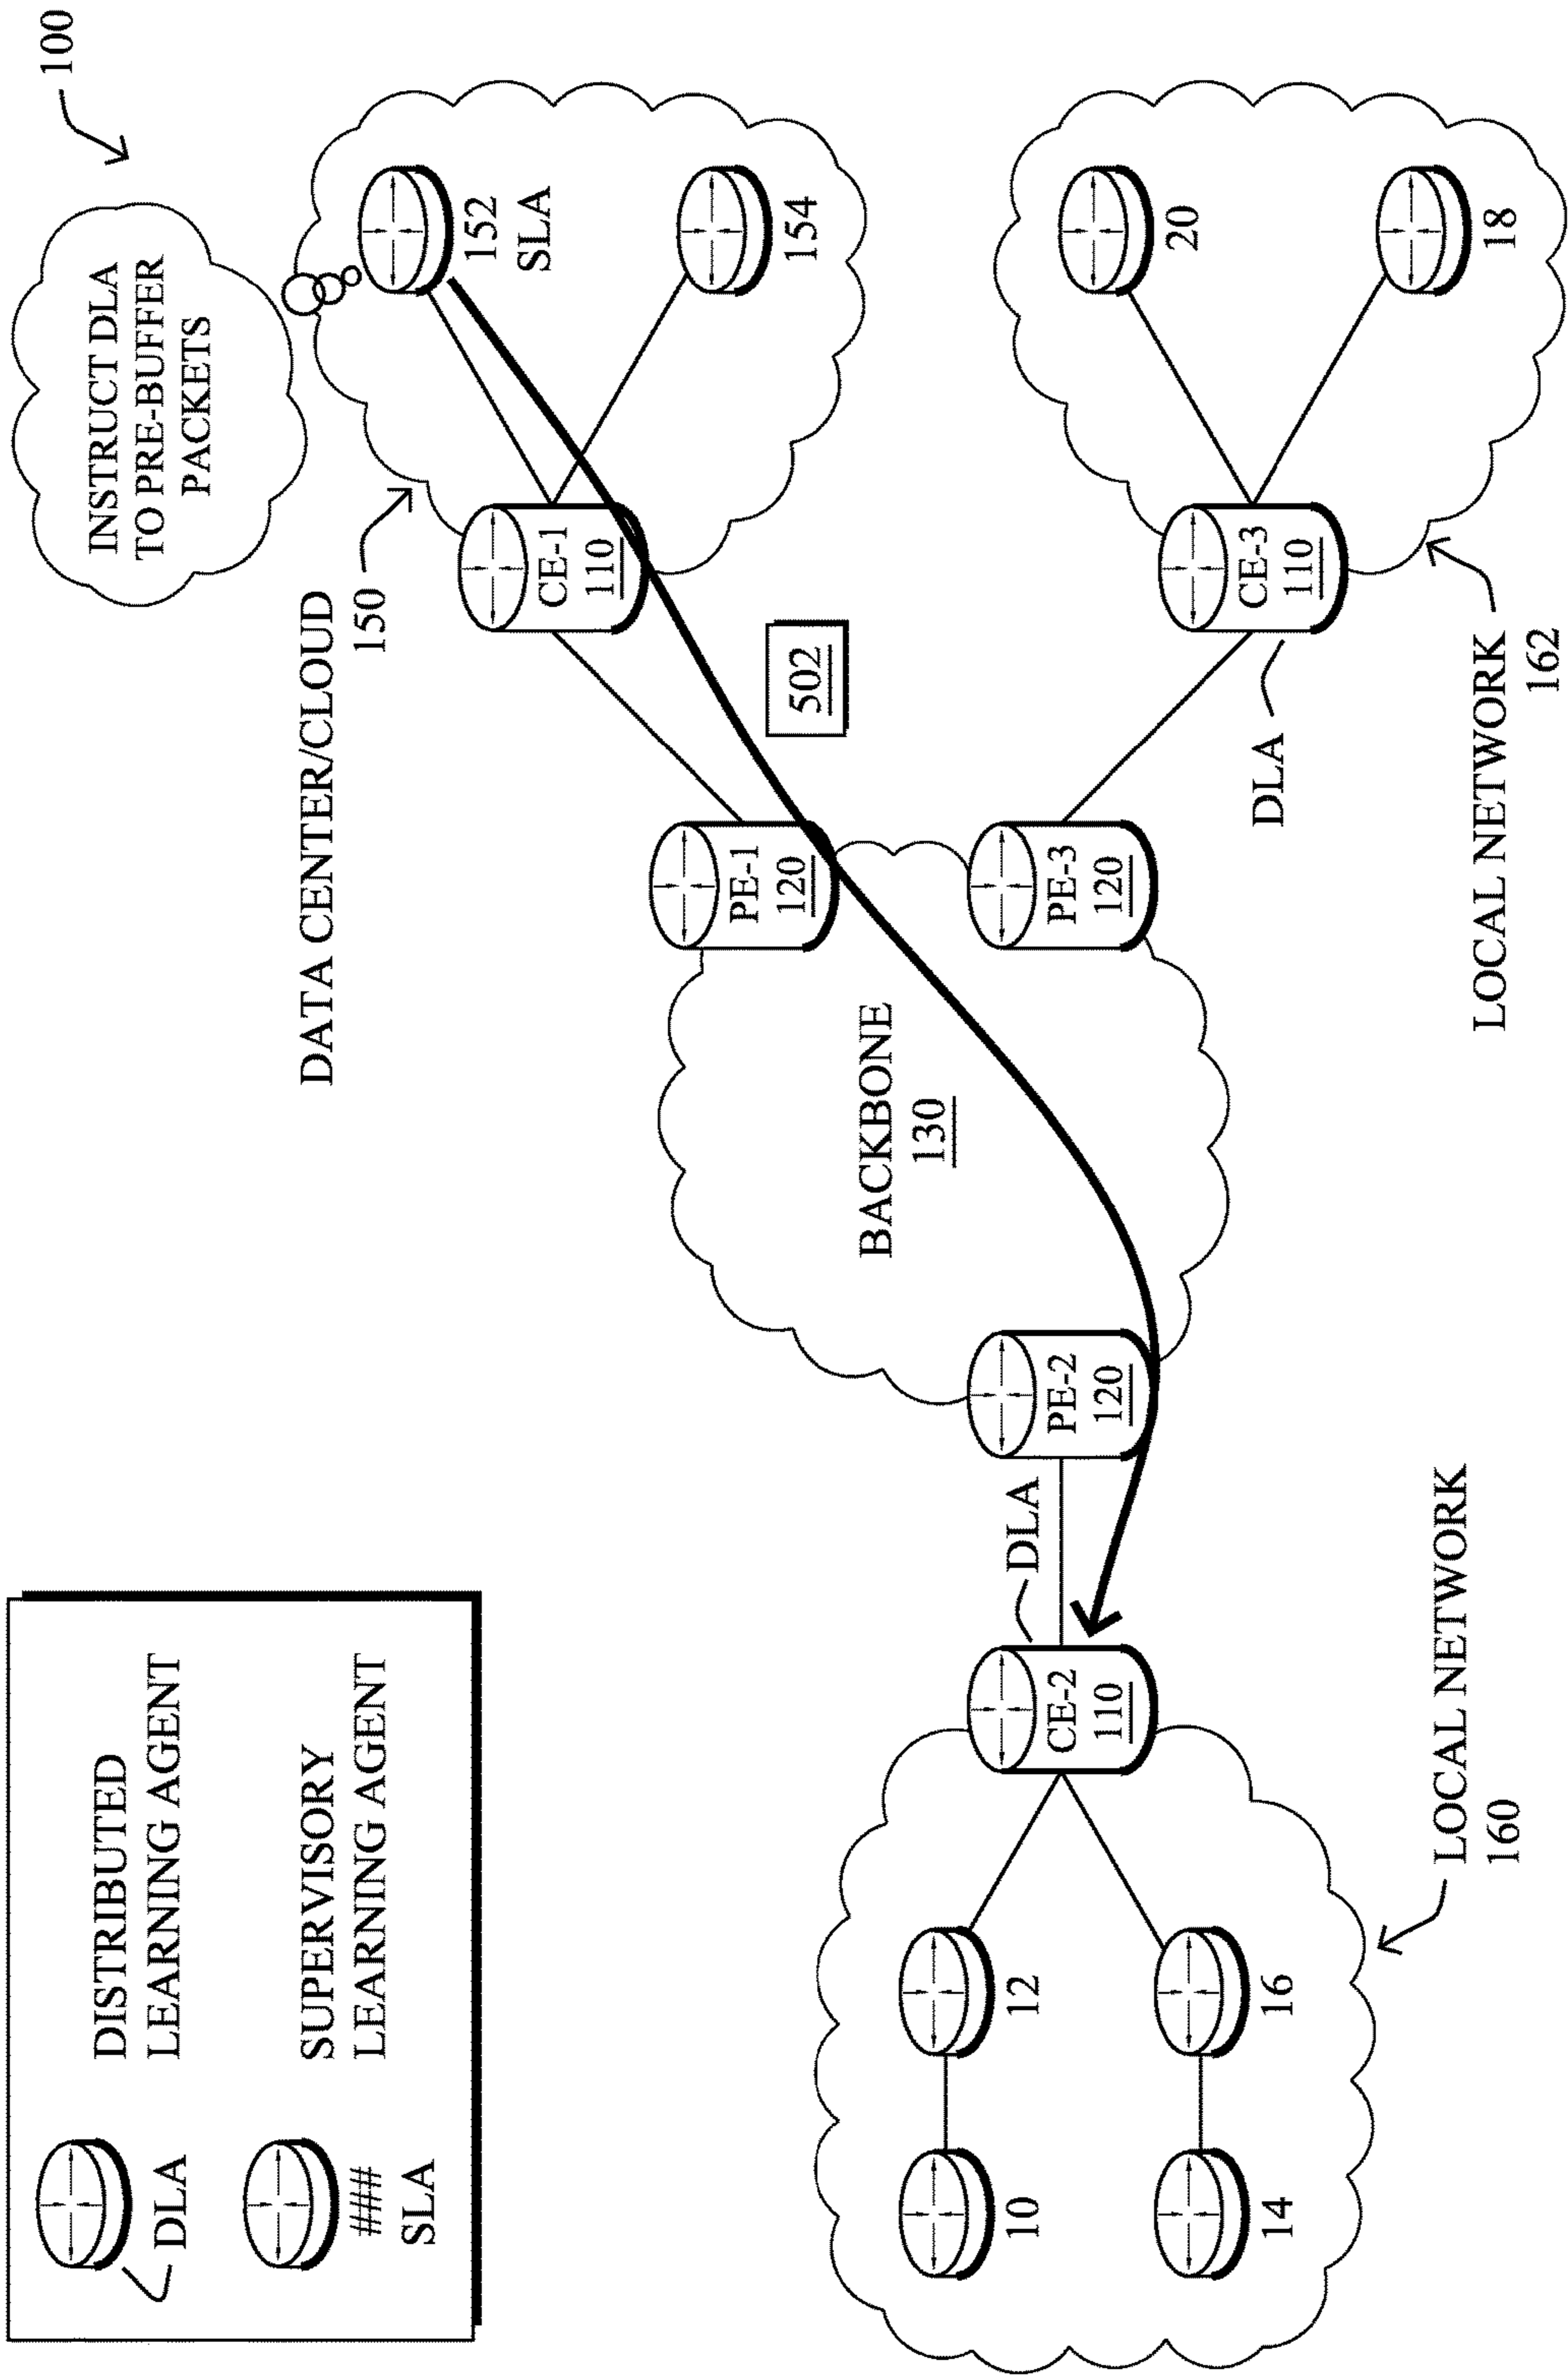 DISTRIBUTED
LEARNING AGENT
DLA
SUPERVISORY
LEARNING AGENT
###
SLA
INSTRUCT DLA
TO PRE-BUFFER
PACKETS
100
DATA CENTER/CLOUD
150
152
SLA
154
CE-1
110
502
PE-1
120
BACKBONE
130
PE-2
120
PE-3
120
DLA
DLA
CE-2
110
CE-3
110
10
12
14
16
20
18
LOCAL NETWORK
160
LOCAL NETWORK
162